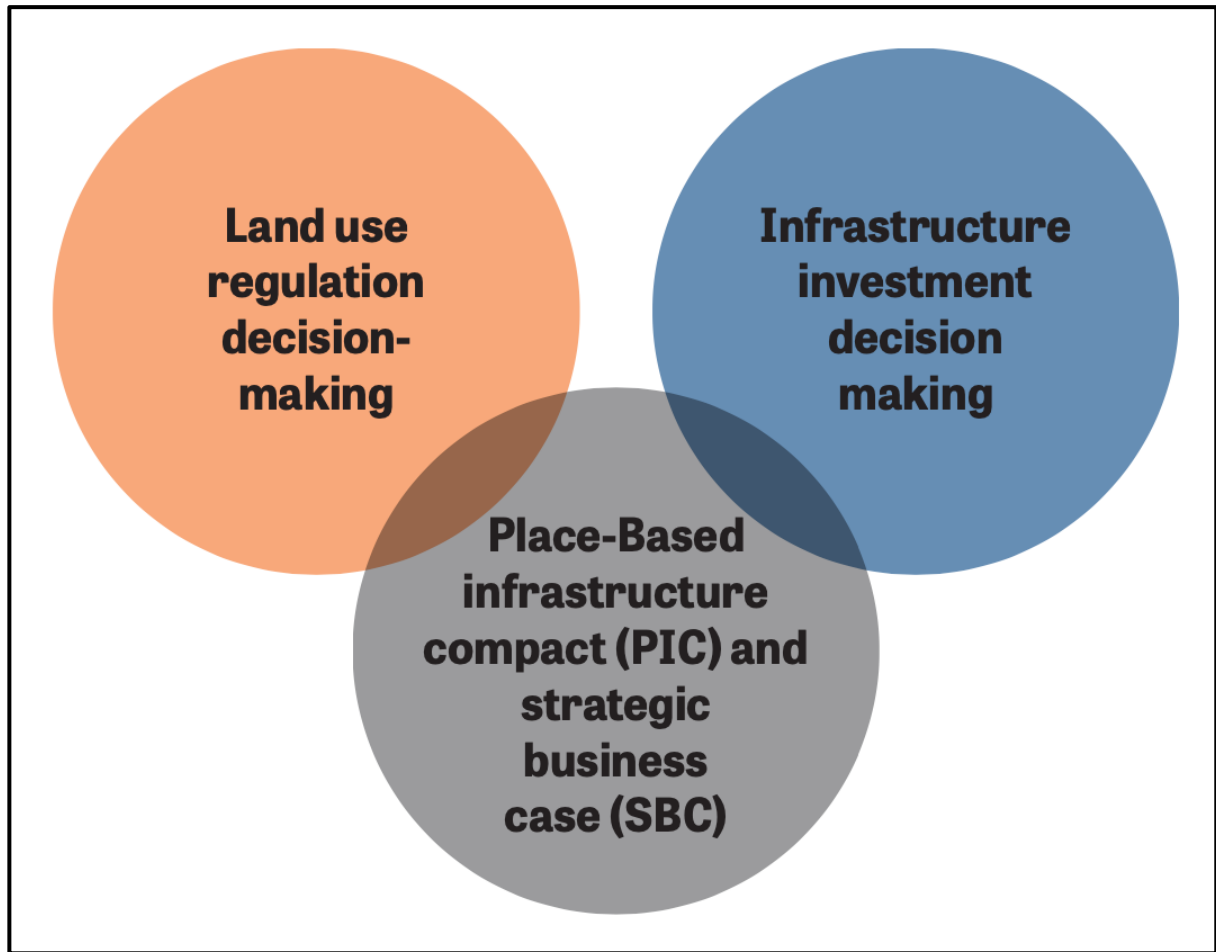 Land use
regulation
decision-
making
Infrastructure
investment
decision
making
Place-Based
infrastructure
compact (PIC) and
strategic
business
case (SBC)